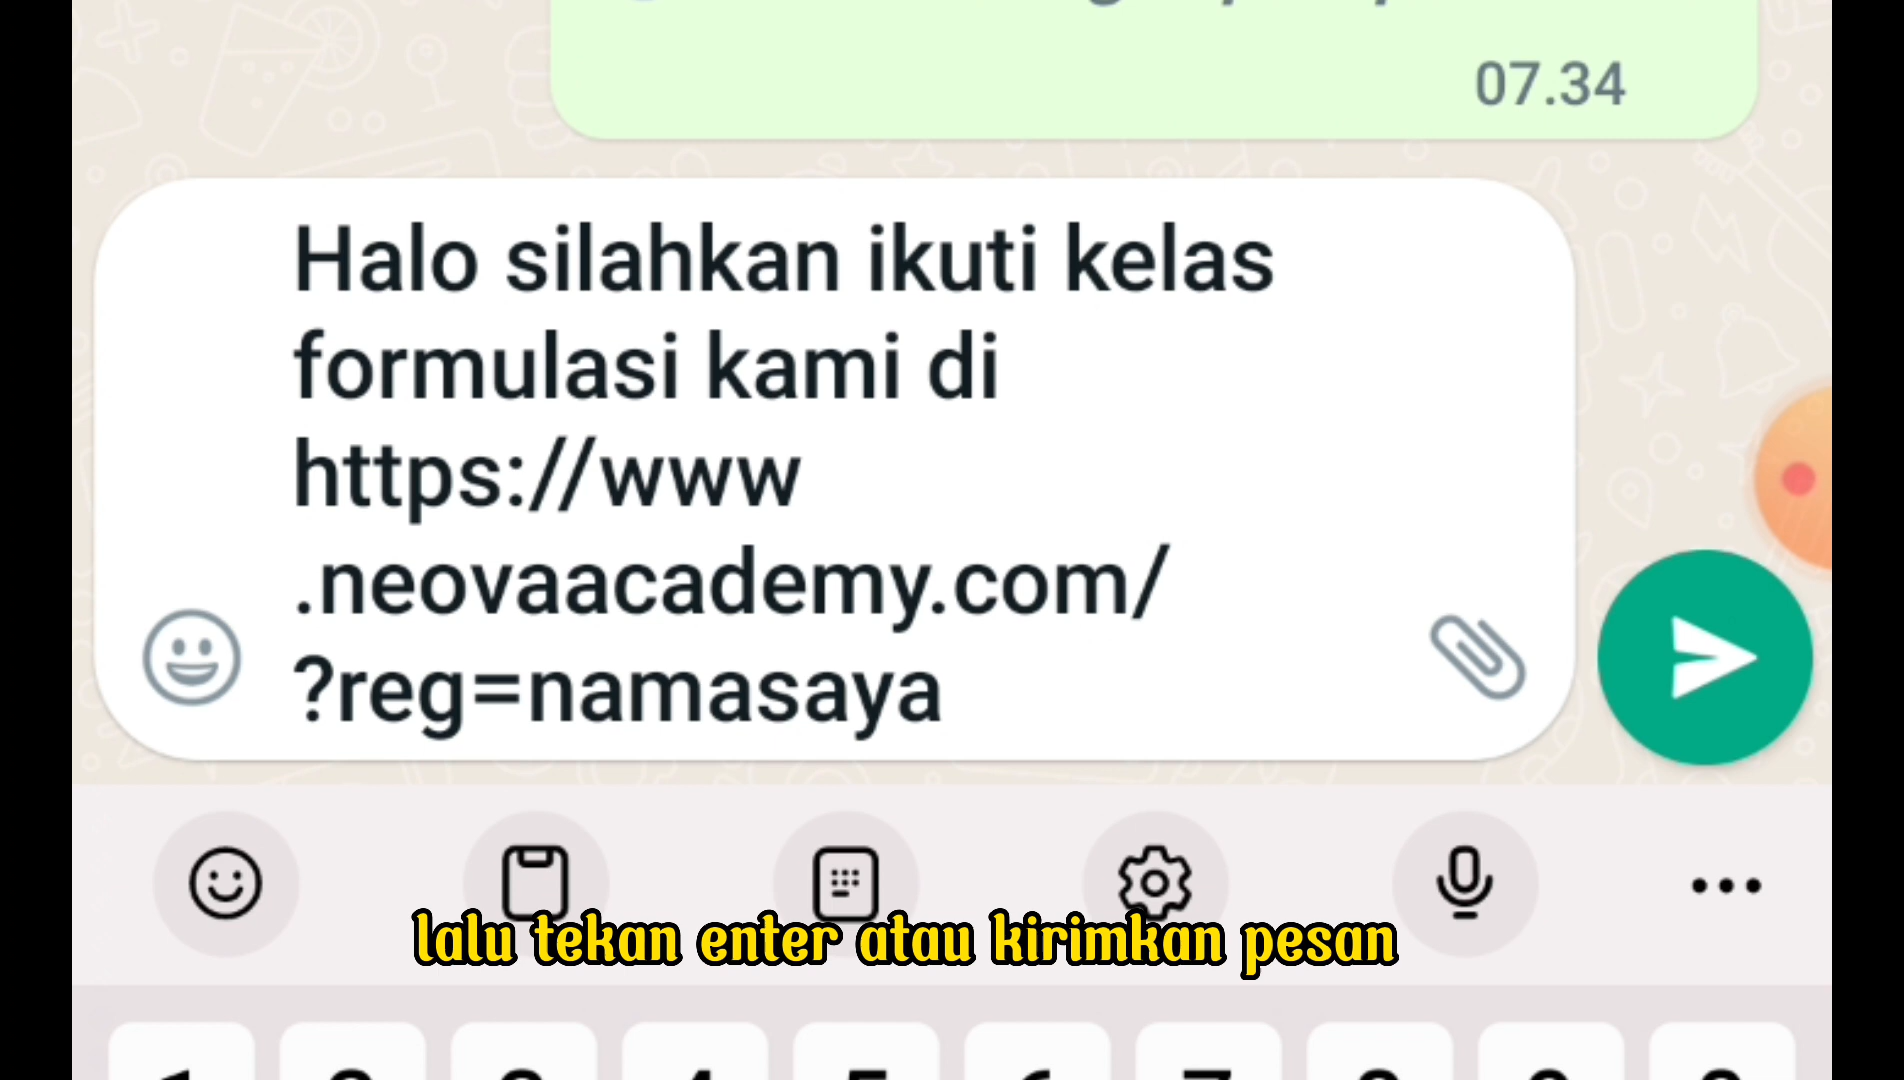 07.34
Halo silahkan ikuti kelas
formulasi kami di
https://www
.neovaacademy.com/
?reg=namasaya
lalu tekan enter atau kirimkan pesan